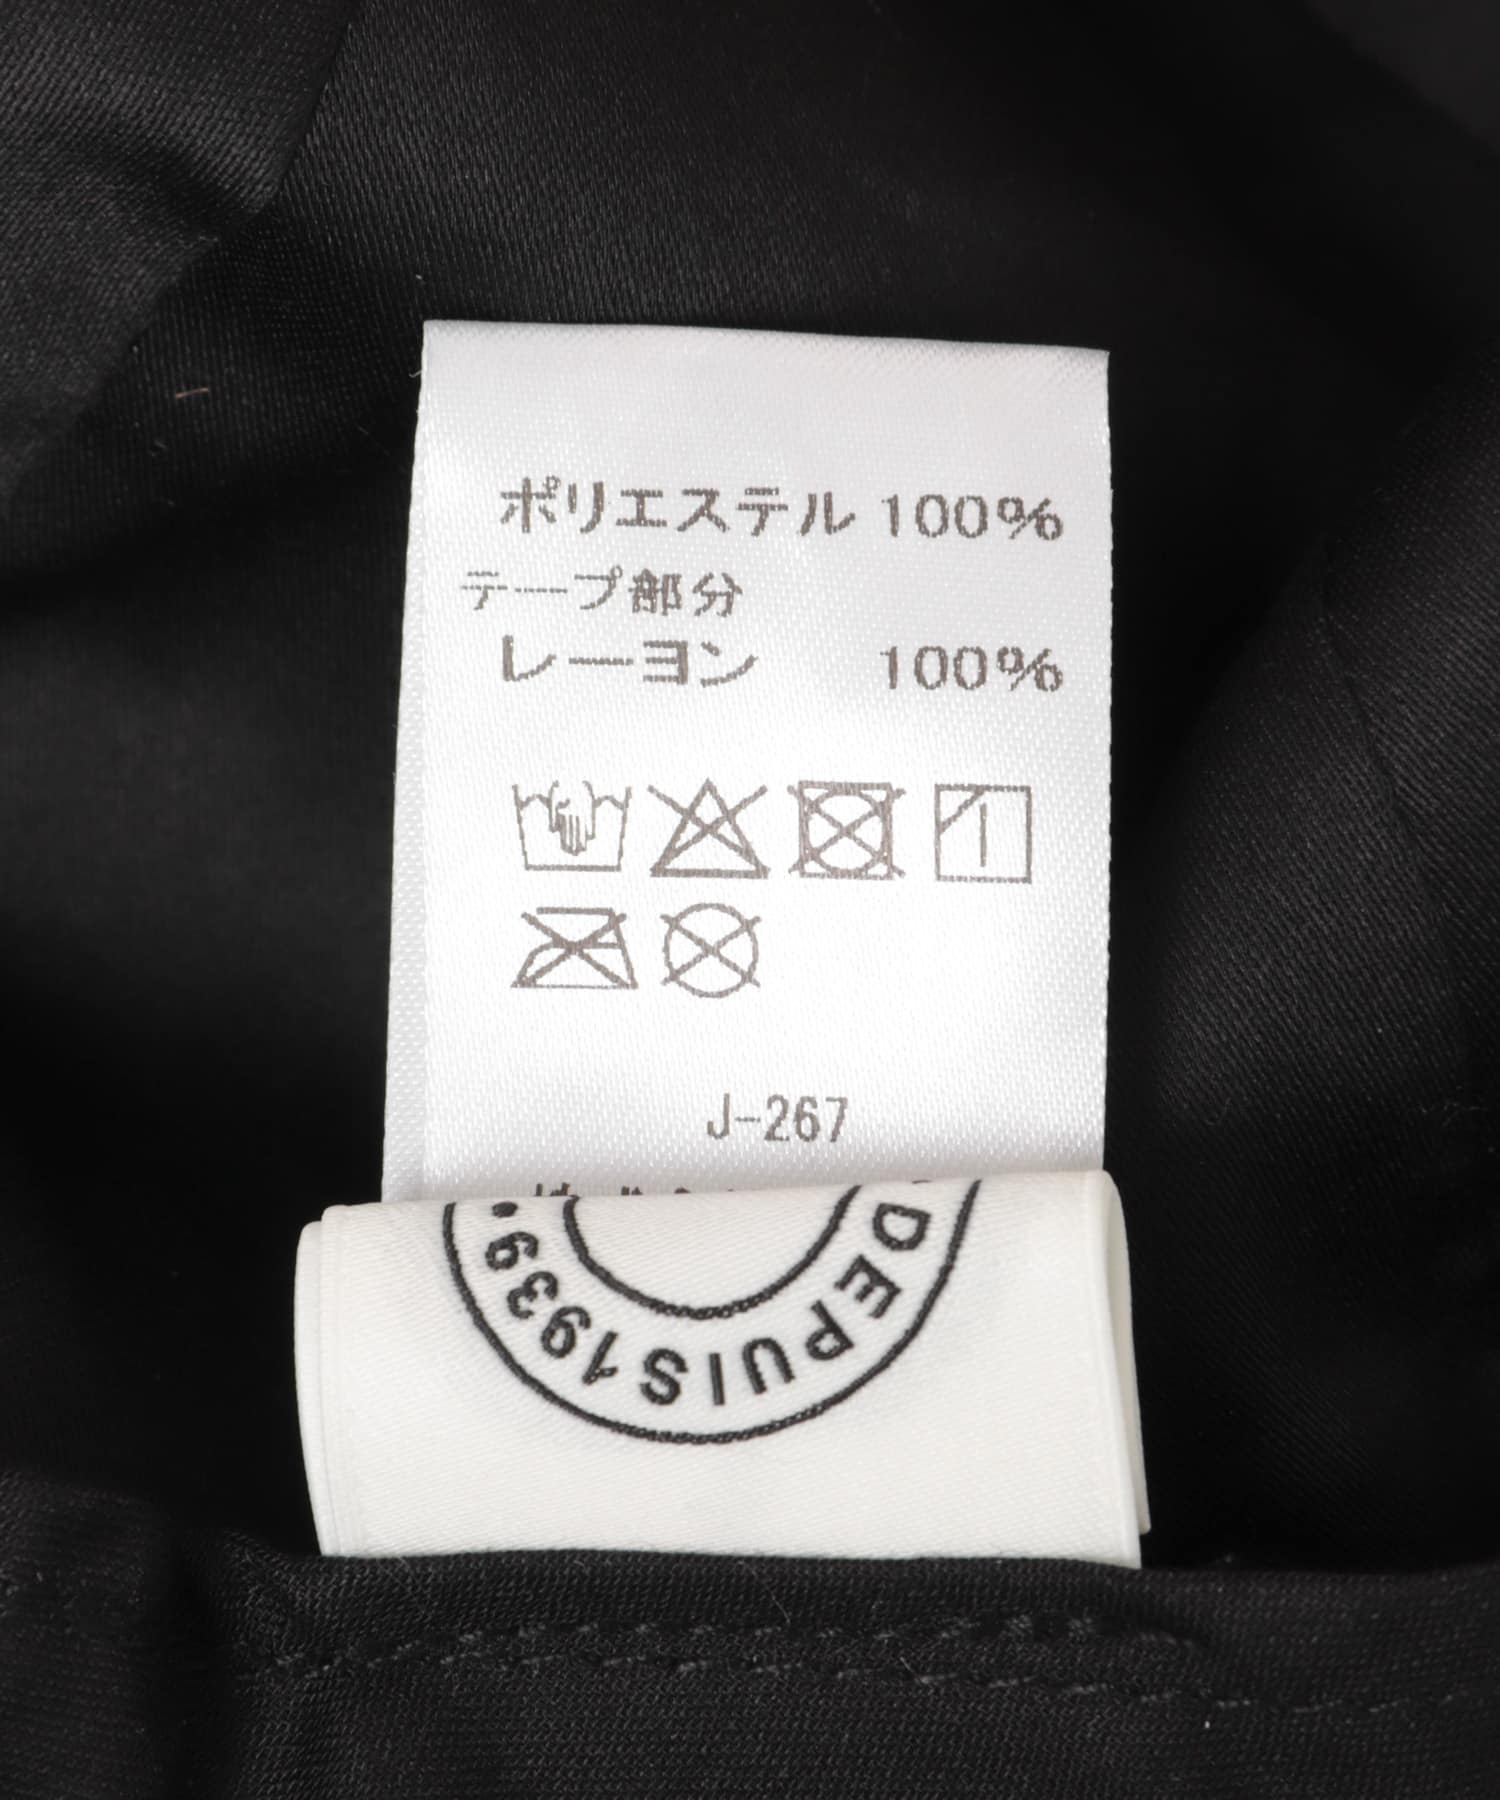 ポリエステル 100%
テープ部分
レーヨン 100%
J-267
DEPUIS1939•